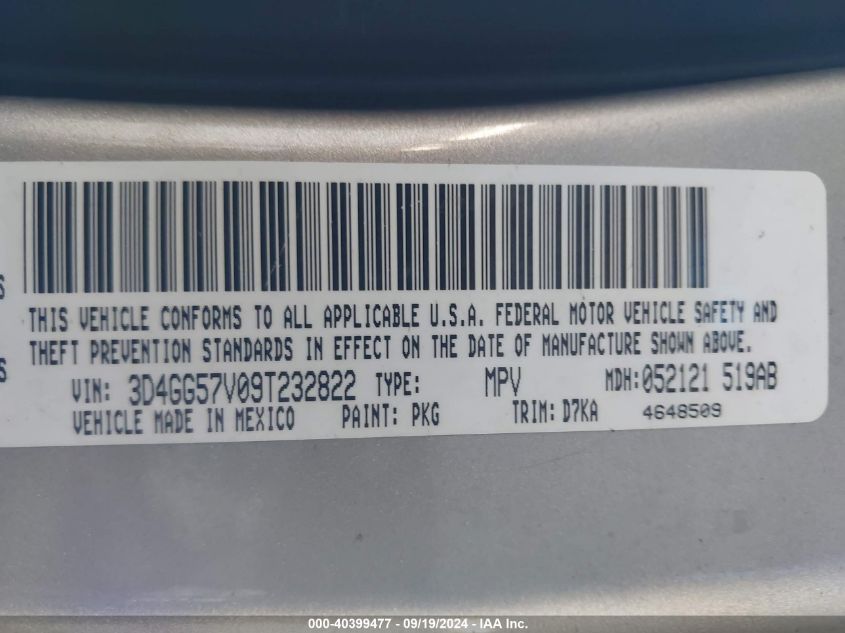 S
THIS VEHICLE CONFORMS TO ALL APPLICABLE U.S.A. FEDERAL MOTOR VEHICLE SAFETY AND
S THEFT PREVENTION STANDARDS IN EFFECT ON THE DATE OF MANUFACTURE SHOWN ABOVE.
VIN: 3D4GG57V09T232822 TYPE: MPV MDH:052121 519AB
VEHICLE MADE IN MEXICO PAINT: PKG TRIM: D7KA 4648509
000-40399477 - 09/19/2024 - IAA Inc.